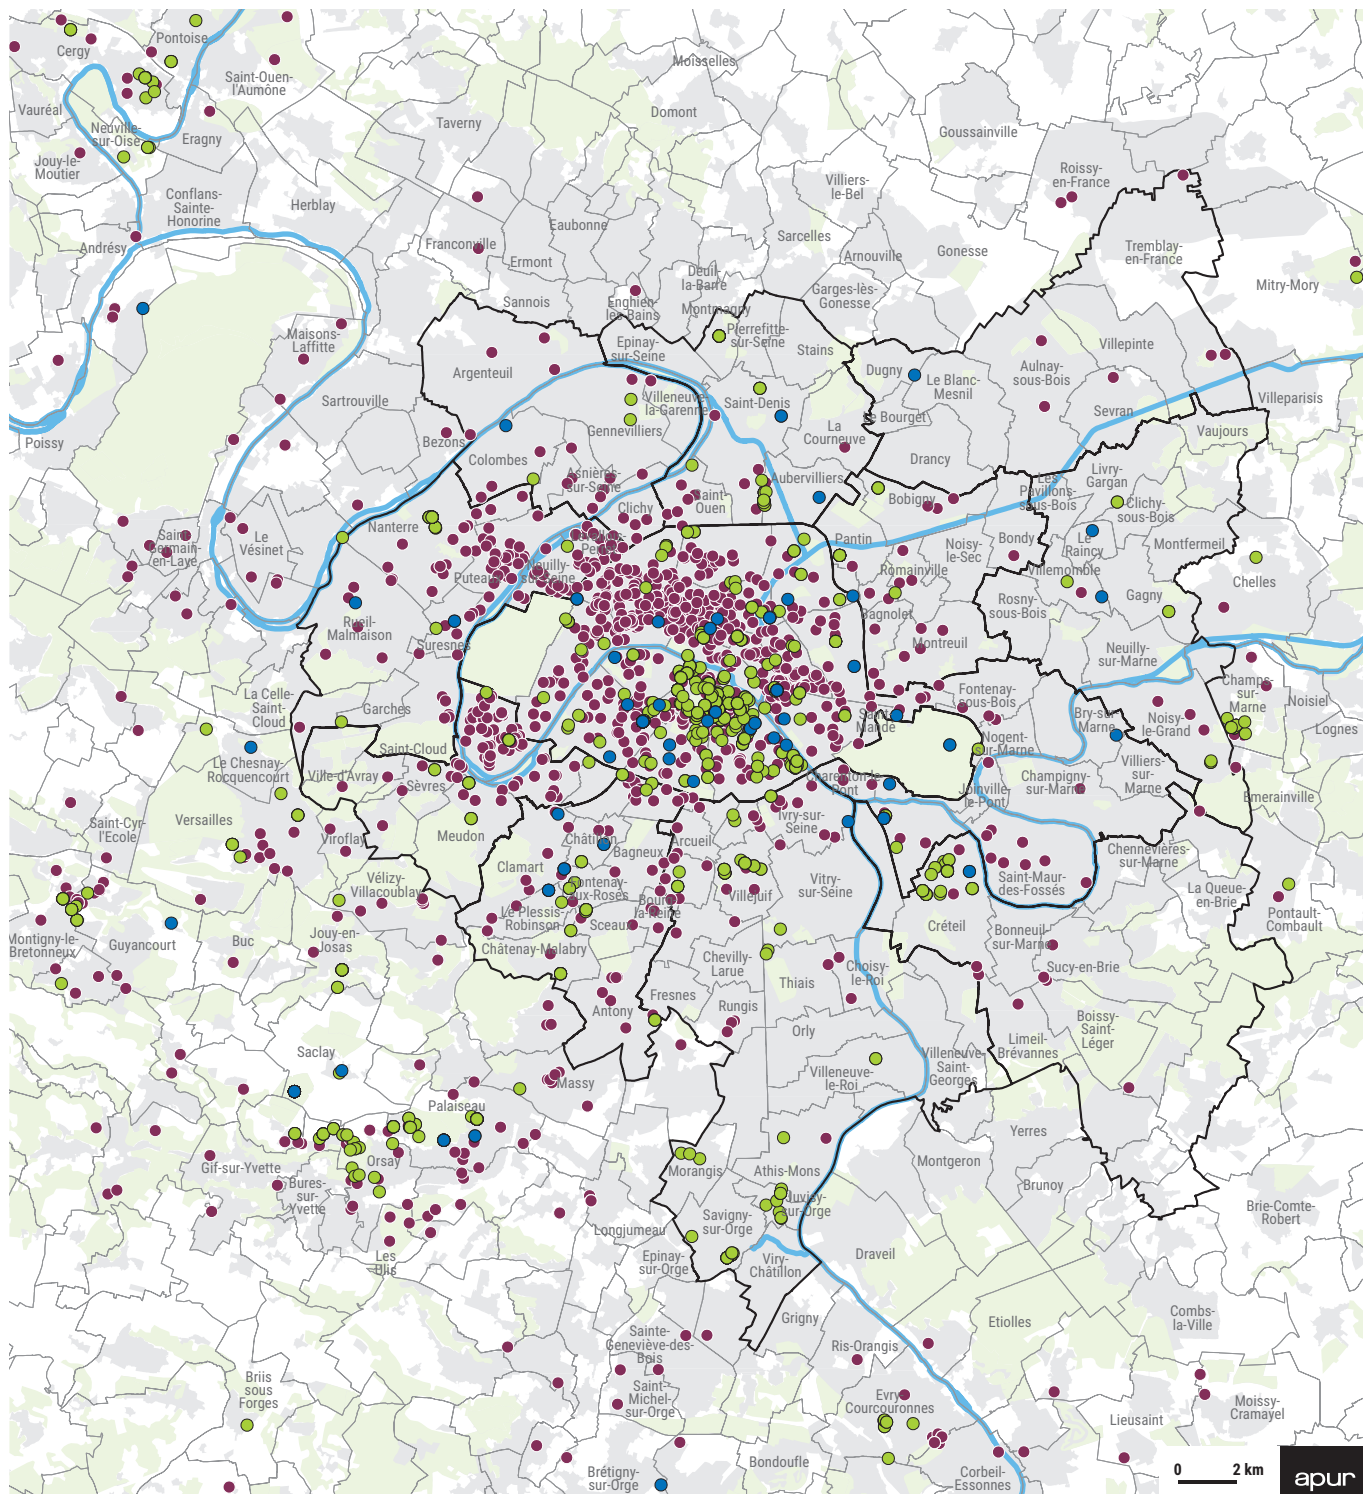 Cergy
Pontoise
Saint-Ouen-
l'Aumône
Moisselles
Vauréal
Neuville-
sur-Oise
Eragny
Taverny
Domont
Goussainville
Jouy-le-
Moutier
Conflans-
Sainte-
Honorine
Herblay
Villiers-
le-Bel
Roissy-
en-France
Andrésy
Franconville
Eaubonne
Ermont
Sarcelles
Arnouville
Gonesse
Tremblay-
en-France
Mitry-Mory
Deuil-
la-Barre
Garges-lès-
Gonesse
Sannois
Enghien-
les-Bains
Montmagny
Maisons-
Laffitte
Epinay-
sur-Seine
Pierrefitte-
sur-Seine
Stains
Villepinte
Argenteuil
Dugny
Le Blanc-
Mesnil
Aulnay-
sous-Bois
Sartrouville
Villeneuve-
la-Garenne
Saint-Denis
Le Bourget
Sevran
Villeparisis
Poissy
Bezons
Gennevilliers
La
Courneuve
Vaujours
Colombes
Asnières-
sur-Seine
Aubervilliers
Drancy
Livry-
Gargan
Clichy
Saint-
Ouen
Bobigny
Les
Pavillons-
sous-Bois
Clichy-
sous-Bois
Nanterre
Saint-
Germain-
en-Laye
Le
Vésinet
Levallois-
Perret
Pantin
Noisy-
le-Sec
Bondy
Le
Raincy
Montfermeil
Puteaux
Neuilly-
sur-Seine
Romainville
Villemomble
Chelles
Rueil-
Malmaison
Suresnes
Bagnolet
Rosny-
sous-Bois
Gagny
Montreuil
Neuilly-
sur-Marne
La Celle-
Saint-
Cloud
Garches
Fontenay-
sous-Bois
Champs-
sur-
Marne
Noisiel
Saint-
Mandé
Bry-sur-
Marne
Noisy-
le-Grand
Lognes
Le Chesnay-
Rocquencourt
Saint-Cloud
Nogent-
sur-Marne
Ville-d'Avray
Sèvres
Charenton-le-
Pont
Joinville-
le-Pont
Champigny-
sur-Marne
Villiers-
sur-
Marne
Emerainville
Saint-Cyr-
l'Ecole
Versailles
Viroflay
Meudon
Ivry-sur-
Seine
Châtillon
Bagneux
Arcueil
Chennevières-
sur-Marne
Clamart
Vélizy-
Villacoublay
Fontenay-
aux-Roses
Villejuif
Vitry-
sur-Seine
Saint-Maur-
des-Fossés
La Queue-
en-Brie
Le Plessis-
Robinson
Bourg-
la-Reine
Sceaux
Créteil
Pontault-
Combault
Montigny-le-
Bretonneux
Guyancourt
Buc
Jouy-en-
Josas
Châtenay-Malabry
Bonneuil-
sur-Marne
Chevilly-
Larue
Choisy-
le-Roi
Sucy-en-Brie
Thiais
Fresnes
Rungis
Antony
Orly
Boissy-
Saint-
Léger
Limeil-
Brévannes
Saclay
Villeneuve-
le-Roi
Villeneuve-
Saint-
Georges
Massy
Palaiseau
Yerres
Gif-sur-Yvette
Orsay
Morangis
Athis-Mons
Montgeron
Brunoy
Bures-
sur-
Yvette
Juvisy-
sur-Orge
Brie-Comte-
Robert
Longjumeau
Savigny-
sur-Orge
Les
Ulis
Epinay-
sur-Orge
Viry-
Châtillon
Draveil
Grigny
Etiolles
Combs-
la-Ville
Sainte-
Geneviève-des-
Bois
Ris-Orangis
Briis
sous
Forges
Saint-
Michel-
sur-Orge
Evry-
Courcouronnes
Moissy-
Cramayel
Lieusaint
Bondoufle
Brétigny-
sur-Orge
Corbeil-
Essonnes
0 2 km
apur